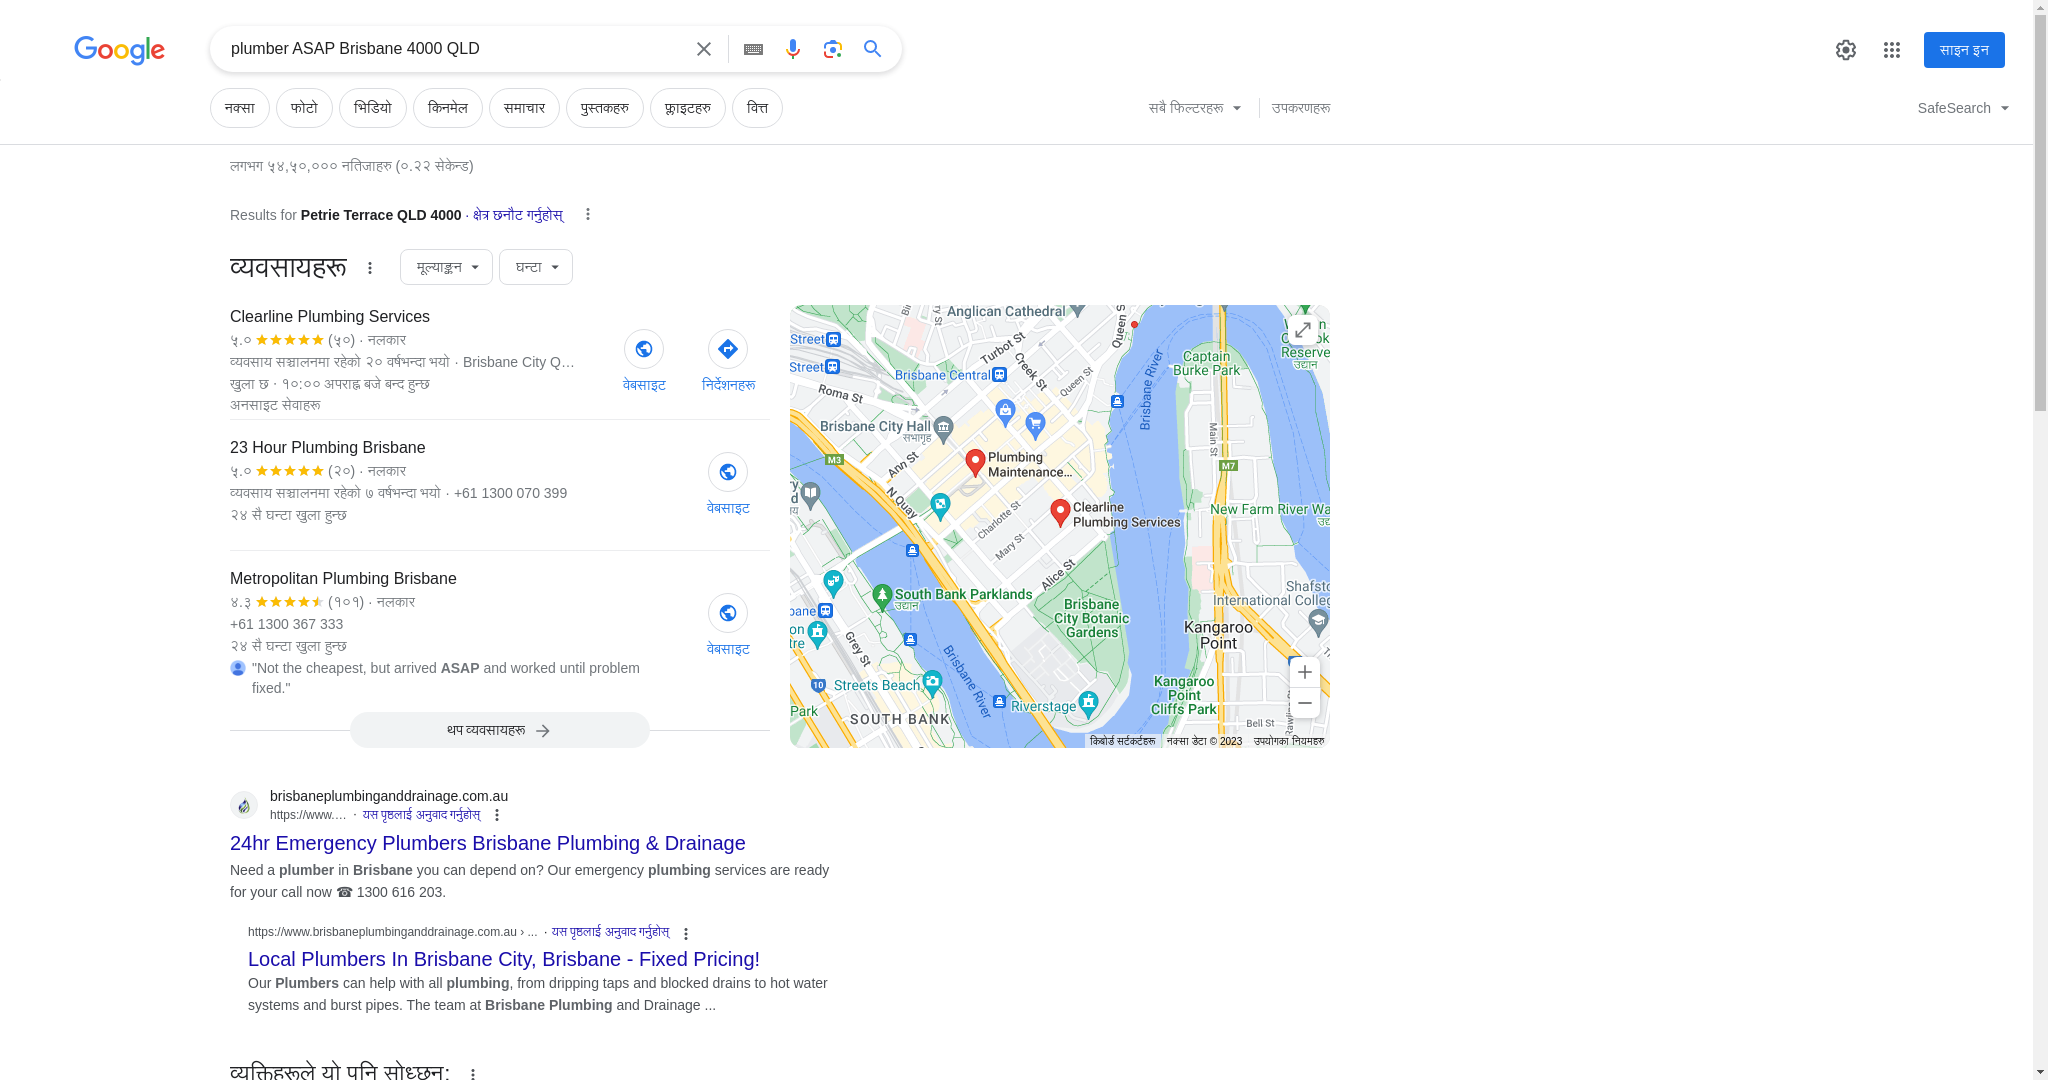 Google
plumber ASAP Brisbane 4000 QLD
साइन इन
नक्सा
फोटो
भिडियो
किनमेल
समाचार
पुस्तकहरु
फ्लाइटहरु
वित्त
सबै फिल्टरहरू
उपकरणहरू
SafeSearch
लगभग ५४,५०,००० नतिजाहरु (०.२२ सेकेन्ड)
Results for Petrie Terrace QLD 4000 · क्षेत्र छनौट गर्नुहोस्
व्यवसायहरू
मूल्याङ्कन
घन्टा
Clearline Plumbing Services
५.० (५०) · नलकार
व्यवसाय सञ्चालनमा रहेको २० वर्षभन्दा भयो · Brisbane City Q…
खुला छ · १०:०० अपराह्न बजे बन्द हुन्छ
अनसाइट सेवाहरू
वेबसाइट
निर्देशनहरू
23 Hour Plumbing Brisbane
५.० (२०) · नलकार
व्यवसाय सञ्चालनमा रहेको ७ वर्षभन्दा भयो · +61 1300 070 399
२४ सै घन्टा खुला हुन्छ
वेबसाइट
Metropolitan Plumbing Brisbane
४.३ (१०१) · नलकार
+61 1300 367 333
२४ सै घन्टा खुला हुन्छ
"Not the cheapest, but arrived ASAP and worked until problem
fixed."
वेबसाइट
थप व्यवसायहरू
Anglican Cathedral
Queen S
Street
Turbot St
Captain
Burke Park
Reserve
उद्यान
Street
Brisbane Central
Creek St
Queen St
Brisbane River
Roma St
Brisbane City Hall
सभागृह
Main St
Ann St
M3
Plumbing
Maintenance...
M7
N Quay
Clearline
Plumbing Services
Charlotte St
New Farm River Wa
Mary St
Alice St
South Bank Parklands
उद्यान
Brisbane
City Botanic
Gardens
Shafsto
International Colleg
Kangaroo
Point
Grey St
Brisbane River
10
Streets Beach
Kangaroo
Point
Cliffs Park
Riverstage
Park
SOUTH BANK
Bell St
किबोर्ड सर्टकर्टहरू
नक्सा डेटा © 2023
उपयोगका नियमहरु
brisbaneplumbinganddrainage.com.au
https://www.… · यस पृष्ठलाई अनुवाद गर्नुहोस्
24hr Emergency Plumbers Brisbane Plumbing & Drainage
Need a plumber in Brisbane you can depend on? Our emergency plumbing services are ready
for your call now ☎ 1300 616 203.
https://www.brisbaneplumbinganddrainage.com.au › ... · यस पृष्ठलाई अनुवाद गर्नुहोस्
Local Plumbers In Brisbane City, Brisbane - Fixed Pricing!
Our Plumbers can help with all plumbing, from dripping taps and blocked drains to hot water
systems and burst pipes. The team at Brisbane Plumbing and Drainage ...
व्यक्तिहरूले यो पनि सोध्छन्: